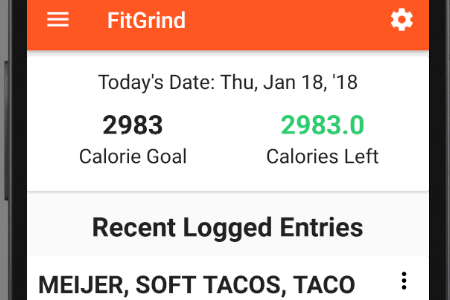 FitGrind
Today's Date: Thu, Jan 18, '18
2983 2983.0
Calorie Goal Calories Left
Recent Logged Entries
MEIJER, SOFT TACOS, TACO